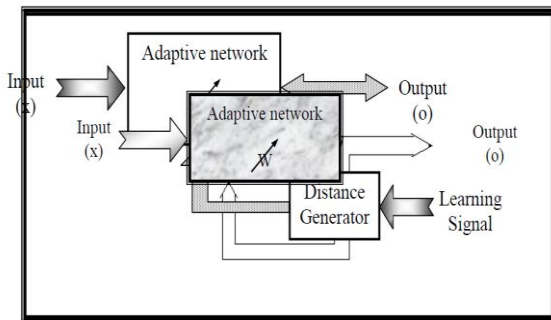 Adaptive network
Input
(x)
Output
(o)
Adaptive network
Input
(x)
W
Output
(o)
Distance
Generator
Learning
Signal